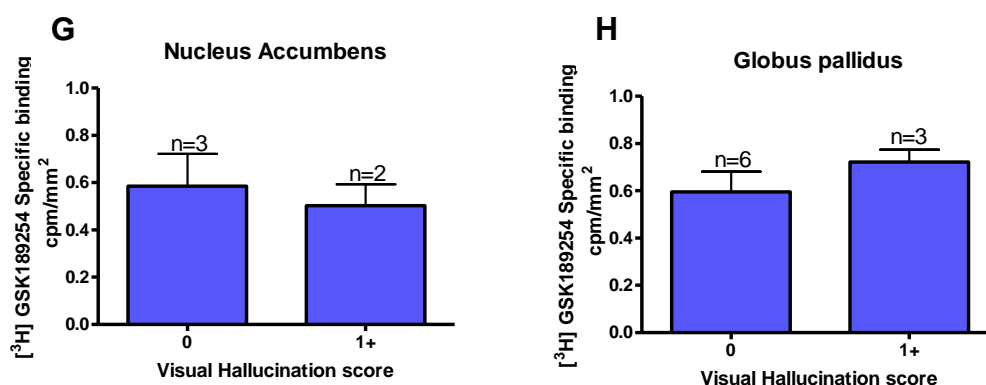 G
Nucleus Accumbens
[³H] GSK189254 Specific binding
cpm/mm²
1.0
0.8
0.6
0.4
0.2
0.0
n=3
n=2
0
1+
Visual Hallucination score
H
Globus pallidus
[³H] GSK189254 Specific binding
cpm/mm²
1.0
0.8
0.6
0.4
0.2
0.0
n=6
n=3
0
1+
Visual Hallucination score